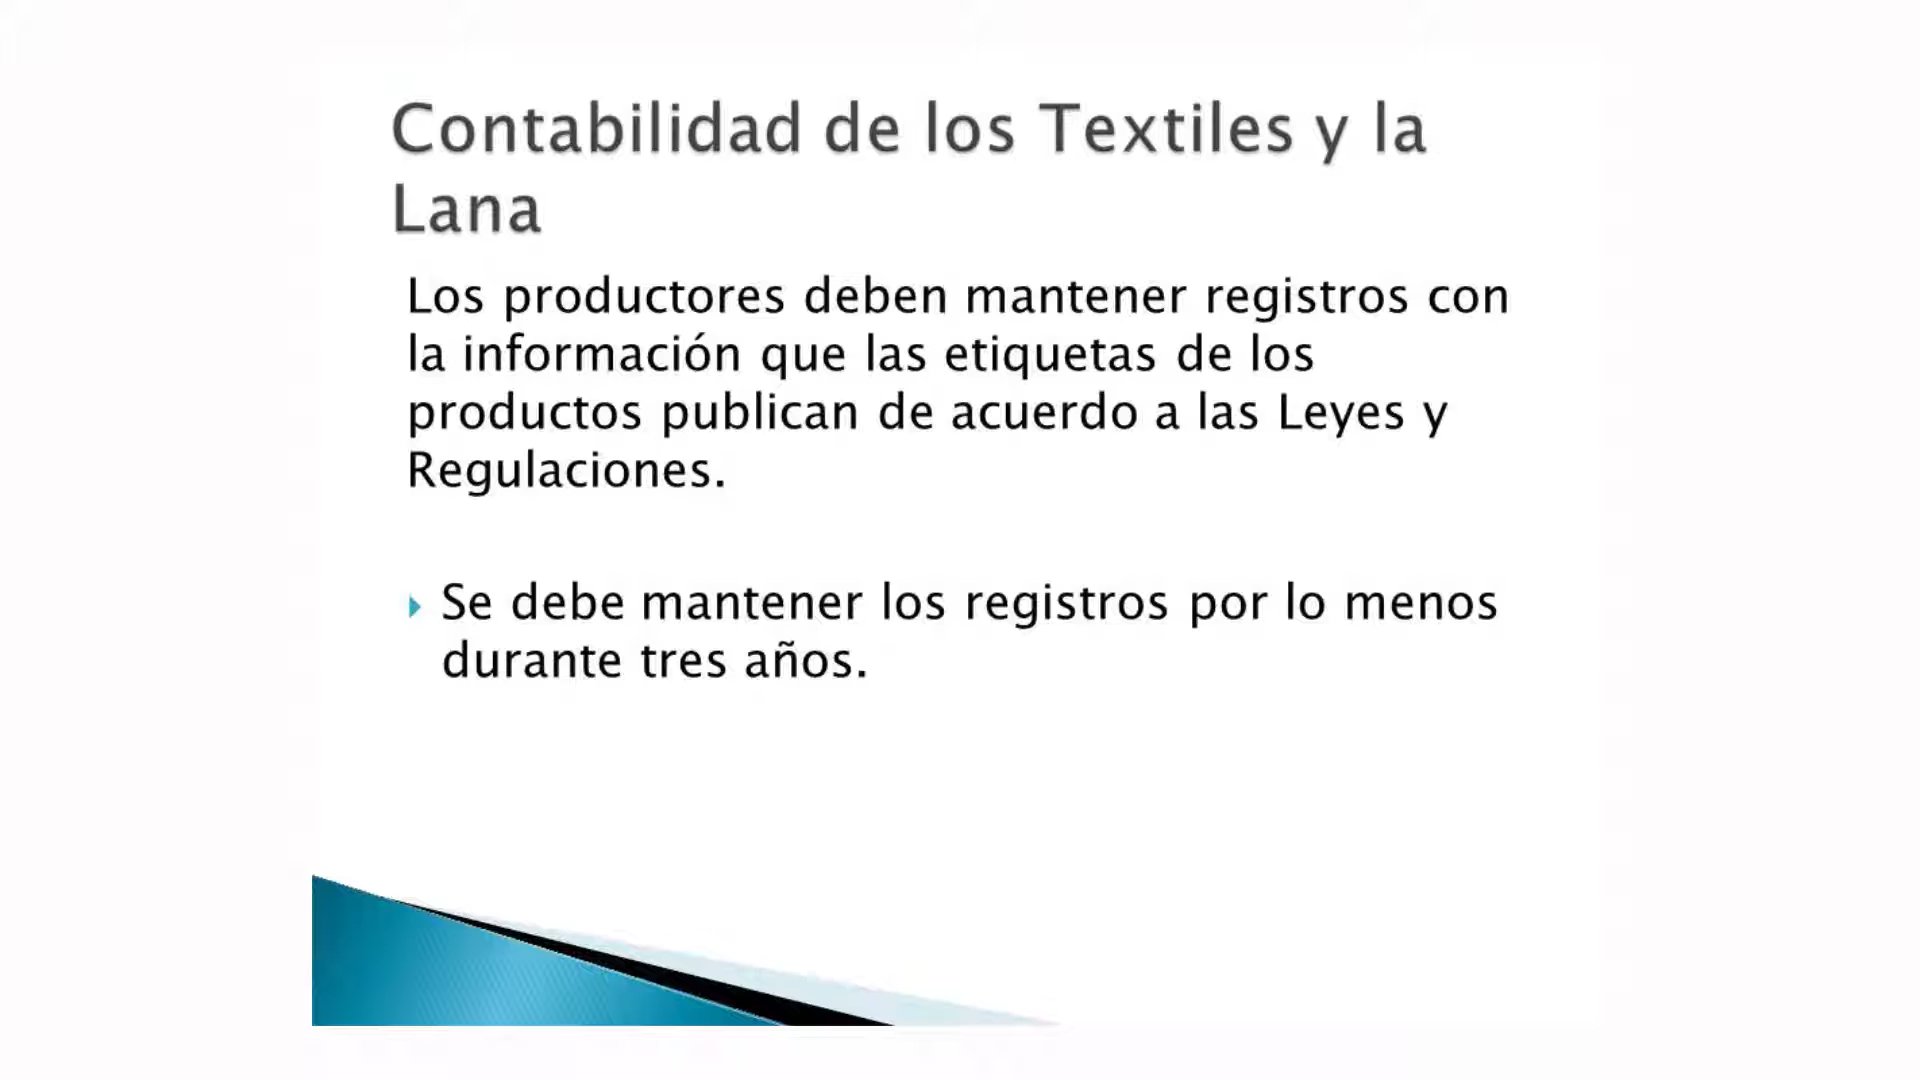 Contabilidad de los Textiles y la
Lana
Los productores deben mantener registros con
la información que las etiquetas de los
productos publican de acuerdo a las Leyes y
Regulaciones.
Se debe mantener los registros por lo menos
durante tres años.